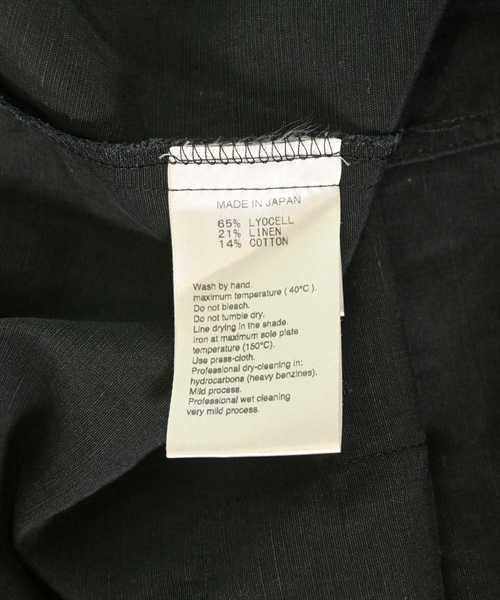 MADE IN JAPAN
65% LYOCELL
21% LINEN
14% COTTON
Wash by hand.
maximum temperature ( 40°C ).
Do not bleach.
Do not tumble dry.
Line drying in the shade.
Iron at maximum sole plate
temperature (150°C).
Use press-cloth.
Professional dry-cleaning in:
hydrocarbons (heavy benzines).
Mild process.
Professional wet cleaning
very mild process.